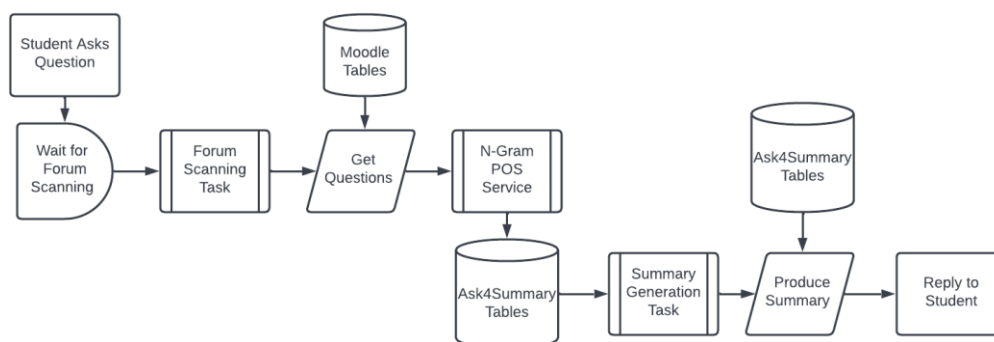 Student Asks
Question
Moodle
Tables
Wait for
Forum
Scanning
Forum
Scanning
Task
Get
Questions
N-Gram
POS
Service
Ask4Summary
Tables
Ask4Summary
Tables
Summary
Generation
Task
Produce
Summary
Reply to
Student